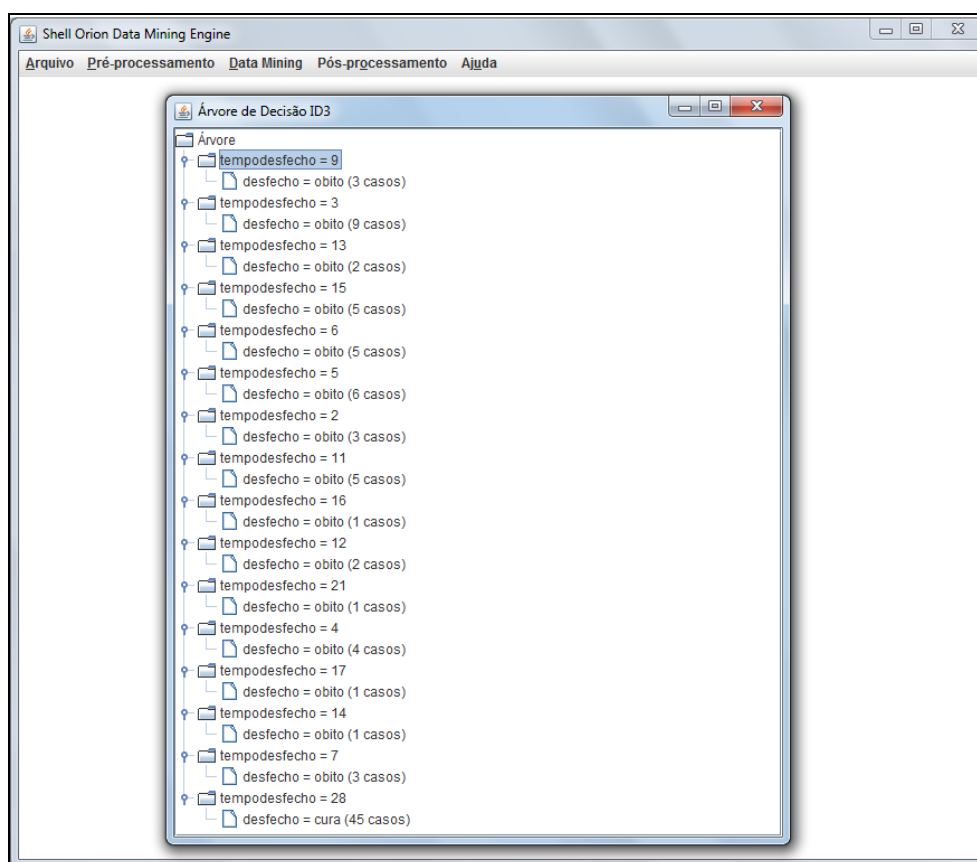 Shell Orion Data Mining Engine
Arquivo Pré-processamento Data Mining Pós-processamento Ajuda
Árvore de Decisão ID3
Árvore
tempodesfecho = 9
desfecho = obito (3 casos)
tempodesfecho = 3
desfecho = obito (9 casos)
tempodesfecho = 13
desfecho = obito (2 casos)
tempodesfecho = 15
desfecho = obito (5 casos)
tempodesfecho = 6
desfecho = obito (5 casos)
tempodesfecho = 5
desfecho = obito (6 casos)
tempodesfecho = 2
desfecho = obito (3 casos)
tempodesfecho = 11
desfecho = obito (5 casos)
tempodesfecho = 16
desfecho = obito (1 casos)
tempodesfecho = 12
desfecho = obito (2 casos)
tempodesfecho = 21
desfecho = obito (1 casos)
tempodesfecho = 4
desfecho = obito (4 casos)
tempodesfecho = 17
desfecho = obito (1 casos)
tempodesfecho = 14
desfecho = obito (1 casos)
tempodesfecho = 7
desfecho = obito (3 casos)
tempodesfecho = 28
desfecho = cura (45 casos)